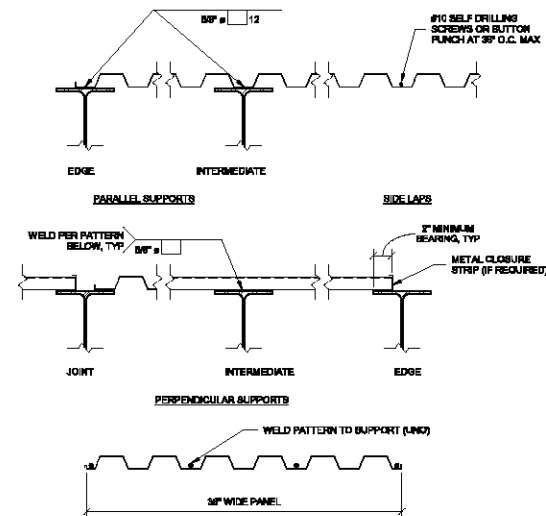 5/8" ø 12
#10 SELF DRILLING
SCREWS OR BUTTON
PUNCH AT 36" O.C. MAX
EDGE
INTERMEDIATE
PARALLEL SUPPORTS
SIDE LAPS
WELD PER PATTERN
BELOW, TYP
5/8" ø
2" MINIMUM
BEARING, TYP
METAL CLOSURE
STRIP (IF REQUIRED)
JOINT
INTERMEDIATE
EDGE
PERPENDICULAR SUPPORTS
WELD PATTERN TO SUPPORT (UNO)
36" WIDE PANEL